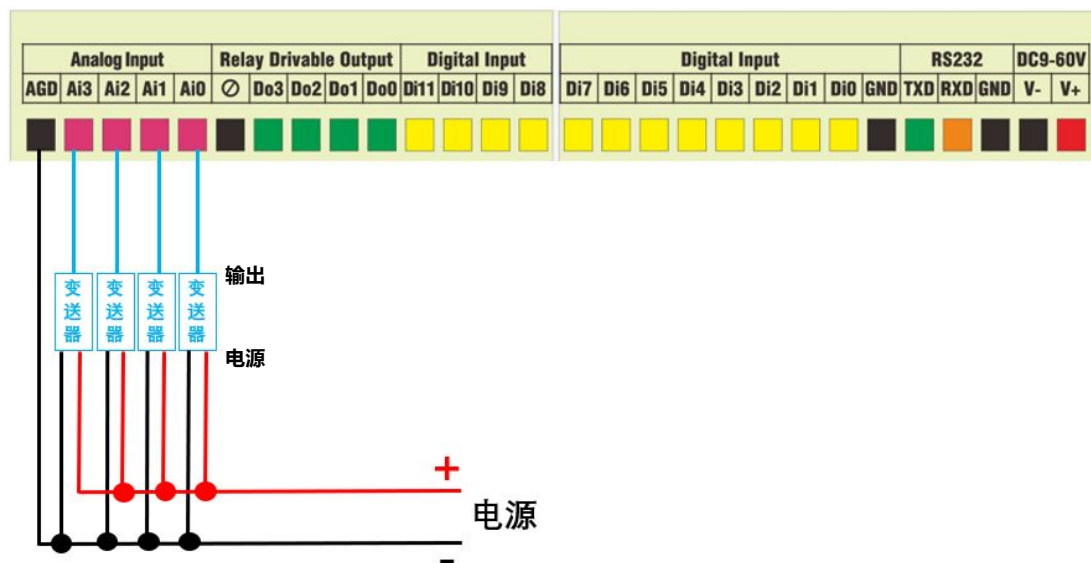 Analog Input Relay Drivable Output Digital Input Digital Input RS232 DC9-60V
AGD Ai3 Ai2 Ai1 Ai0 ∅ Do3 Do2 Do1 Do0 Di11 Di10 Di9 Di8 Di7 Di6 Di5 Di4 Di3 Di2 Di1 Di0 GND TXD RXD GND V- V+
输出
变送器 变送器 变送器 变送器
电源
+
电源
-